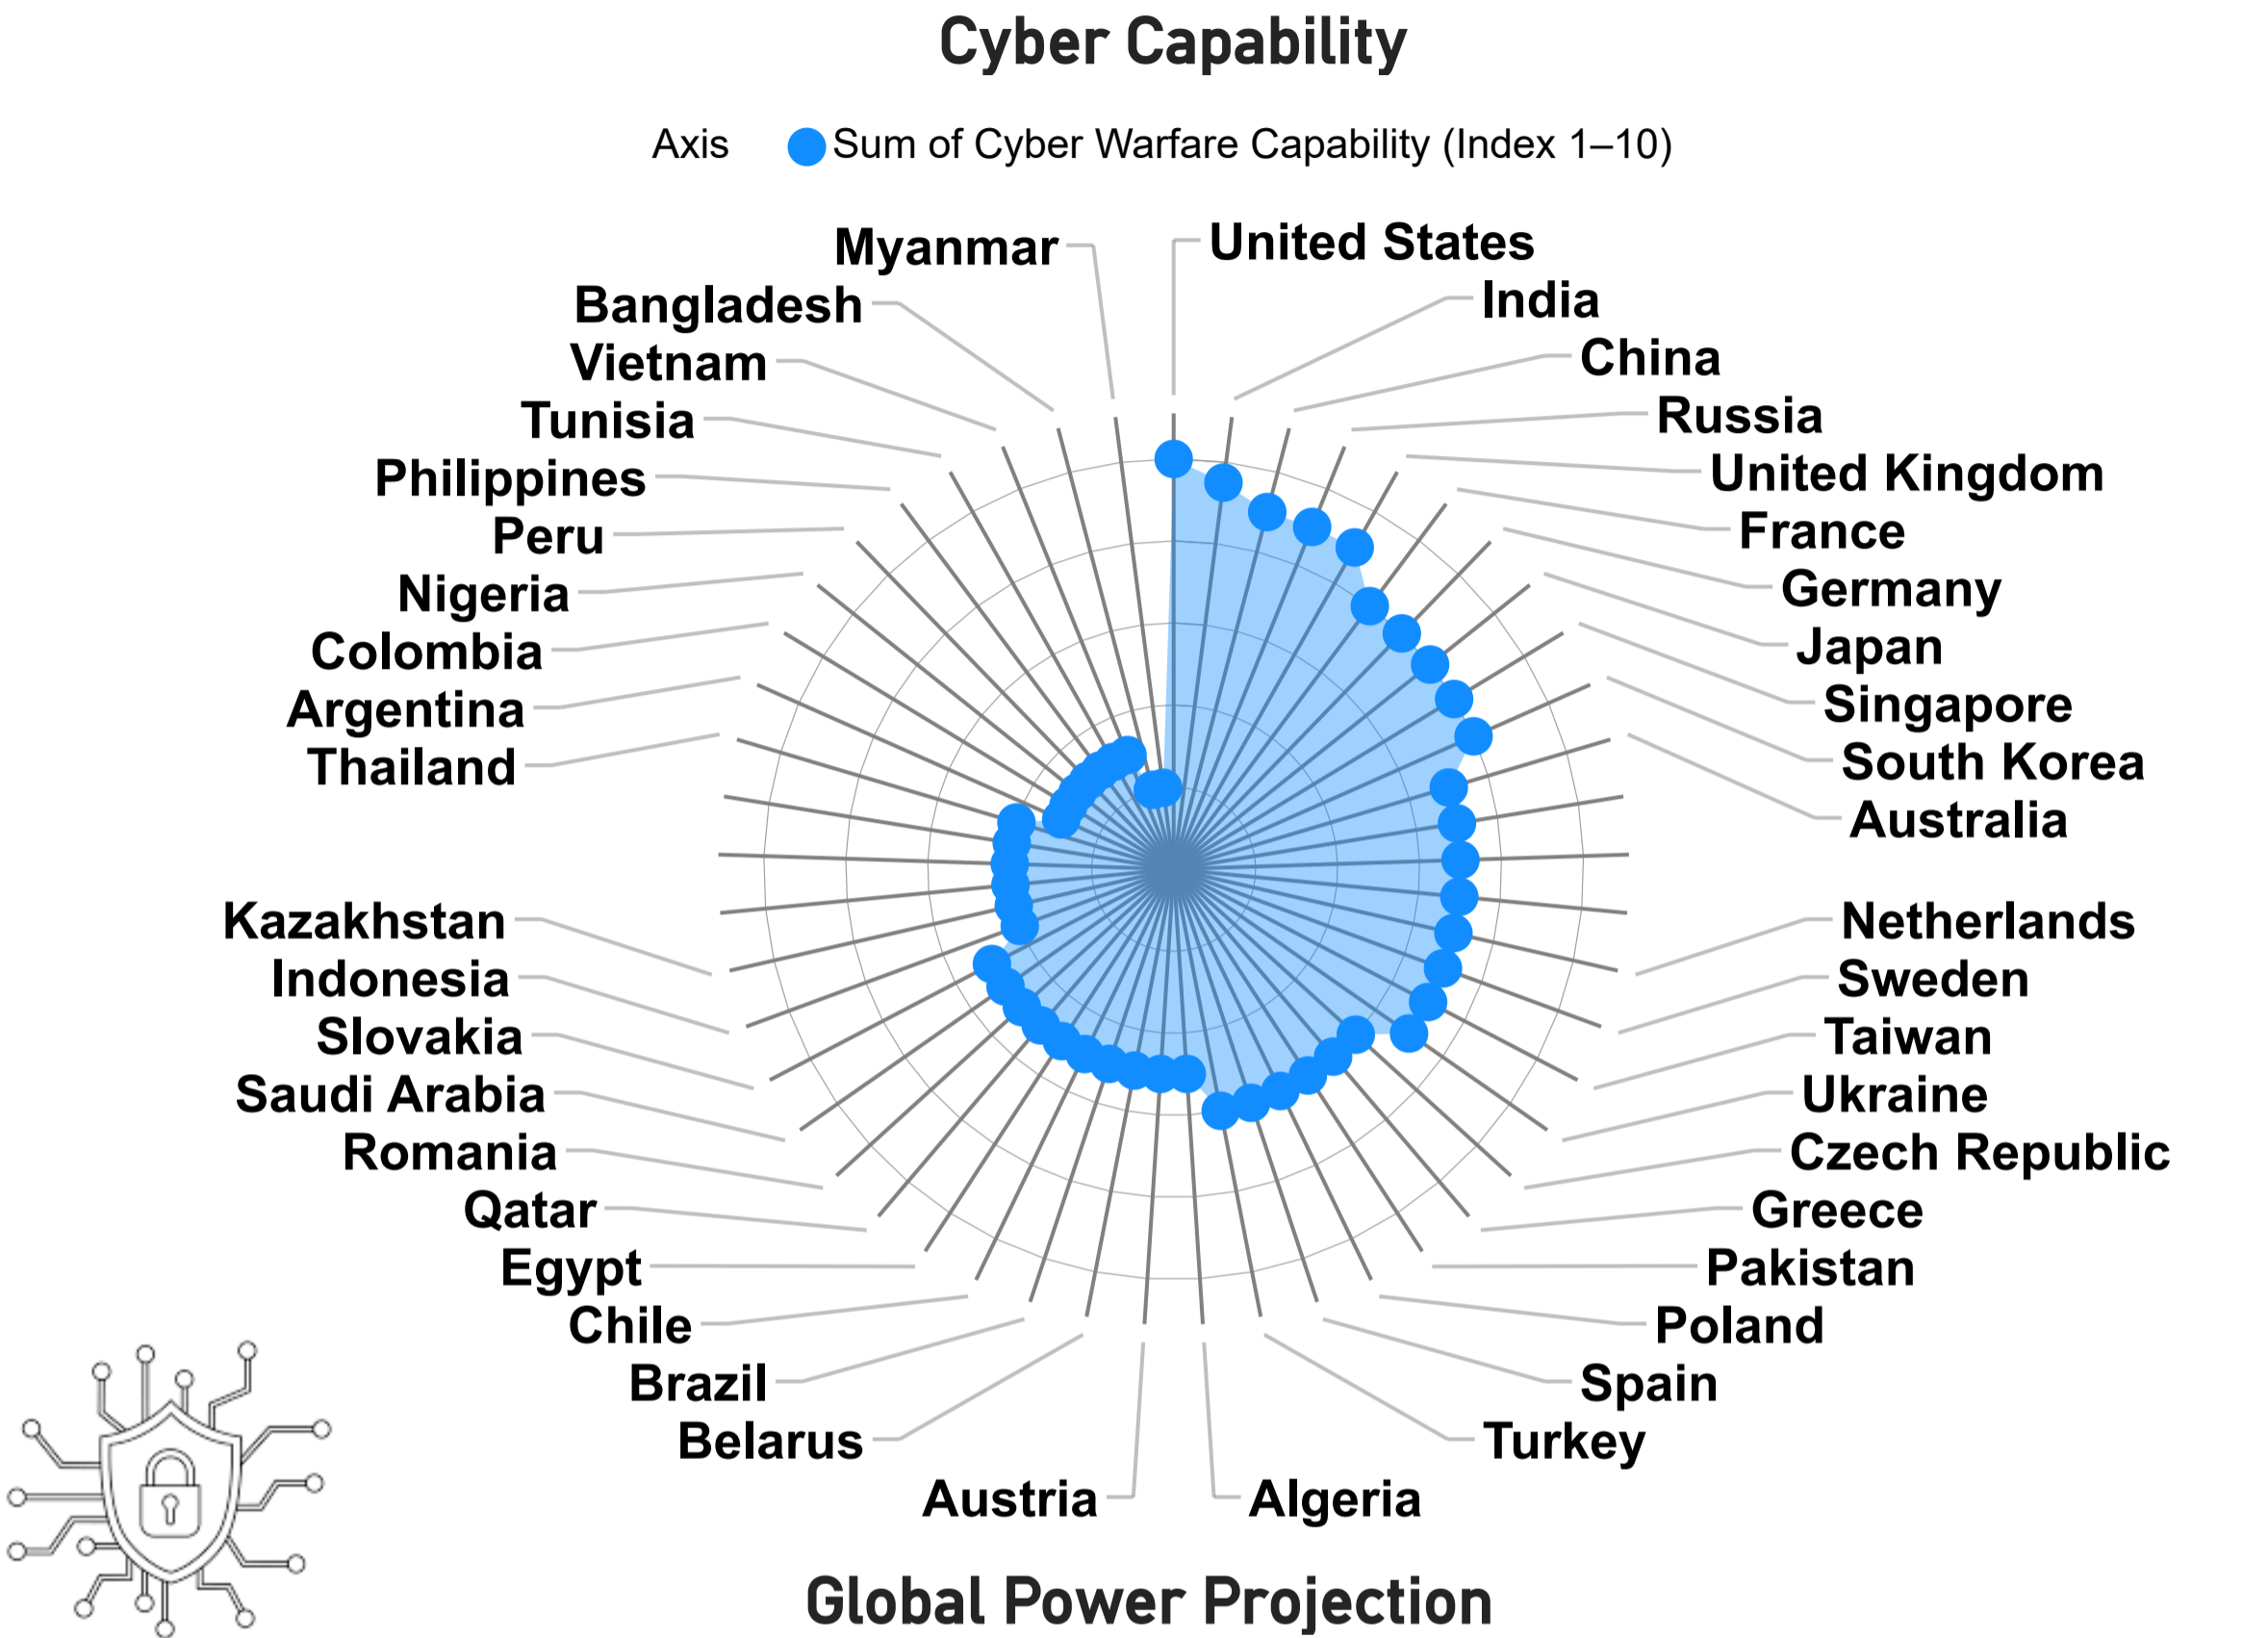 Cyber Capability
Axis Sum of Cyber Warfare Capability (Index 1–10)
United States
India
China
Russia
United Kingdom
France
Germany
Japan
Singapore
South Korea
Australia
Netherlands
Sweden
Taiwan
Ukraine
Czech Republic
Greece
Pakistan
Poland
Spain
Turkey
Algeria
Austria
Belarus
Brazil
Chile
Egypt
Qatar
Romania
Saudi Arabia
Slovakia
Indonesia
Kazakhstan
Thailand
Argentina
Colombia
Nigeria
Peru
Philippines
Tunisia
Vietnam
Bangladesh
Myanmar
Global Power Projection